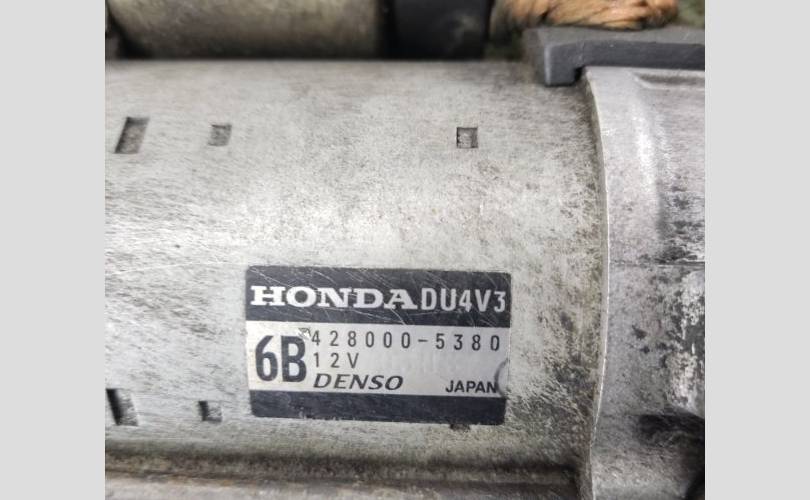 HONDA DU4V3
6B 428000-5380
12V
DENSO JAPAN